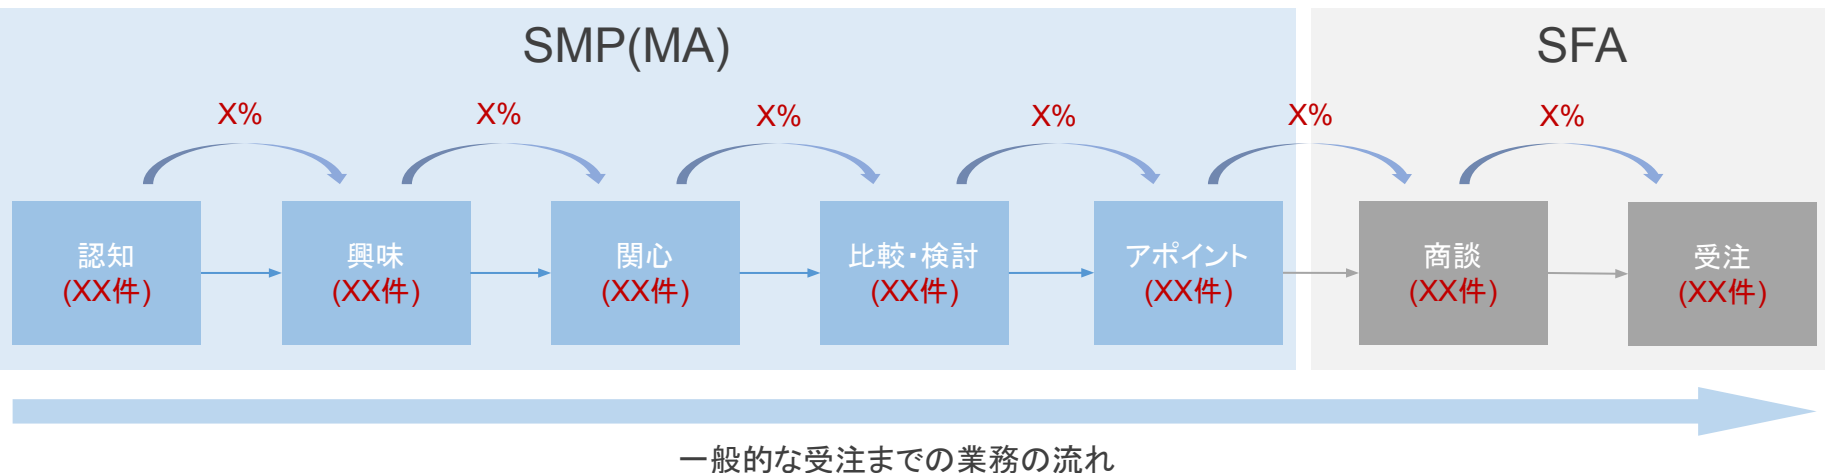 SMP(MA)
SFA
X%
X%
X%
X%
X%
X%
認知
(XX件)
興味
(XX件)
関心
(XX件)
比較・検討
(XX件)
アポイント
(XX件)
商談
(XX件)
受注
(XX件)
一般的な受注までの業務の流れ